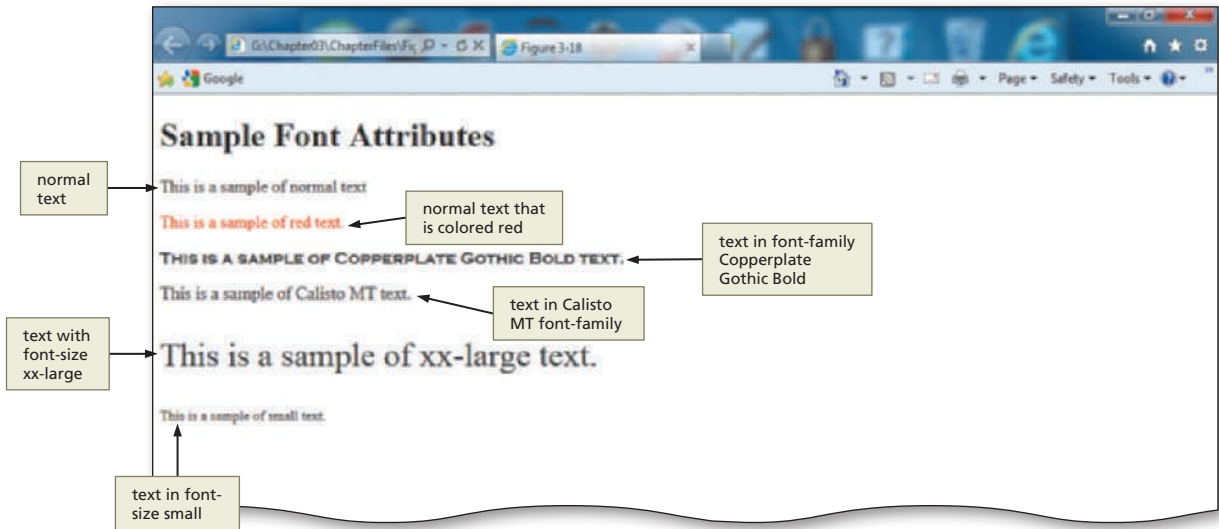 G:\Chapter03\ChapterFiles\Fig
Figure 3-18
Google
Page
Safety
Tools
Sample Font Attributes
normal
text
This is a sample of normal text
This is a sample of red text.
normal text that
is colored red
THIS IS A SAMPLE OF COPPERPLATE GOTHIC BOLD TEXT.
text in font-family
Copperplate
Gothic Bold
This is a sample of Calisto MT text.
text in Calisto
MT font-family
text with
font-size
xx-large
This is a sample of xx-large text.
This is a sample of small text.
text in font-
size small